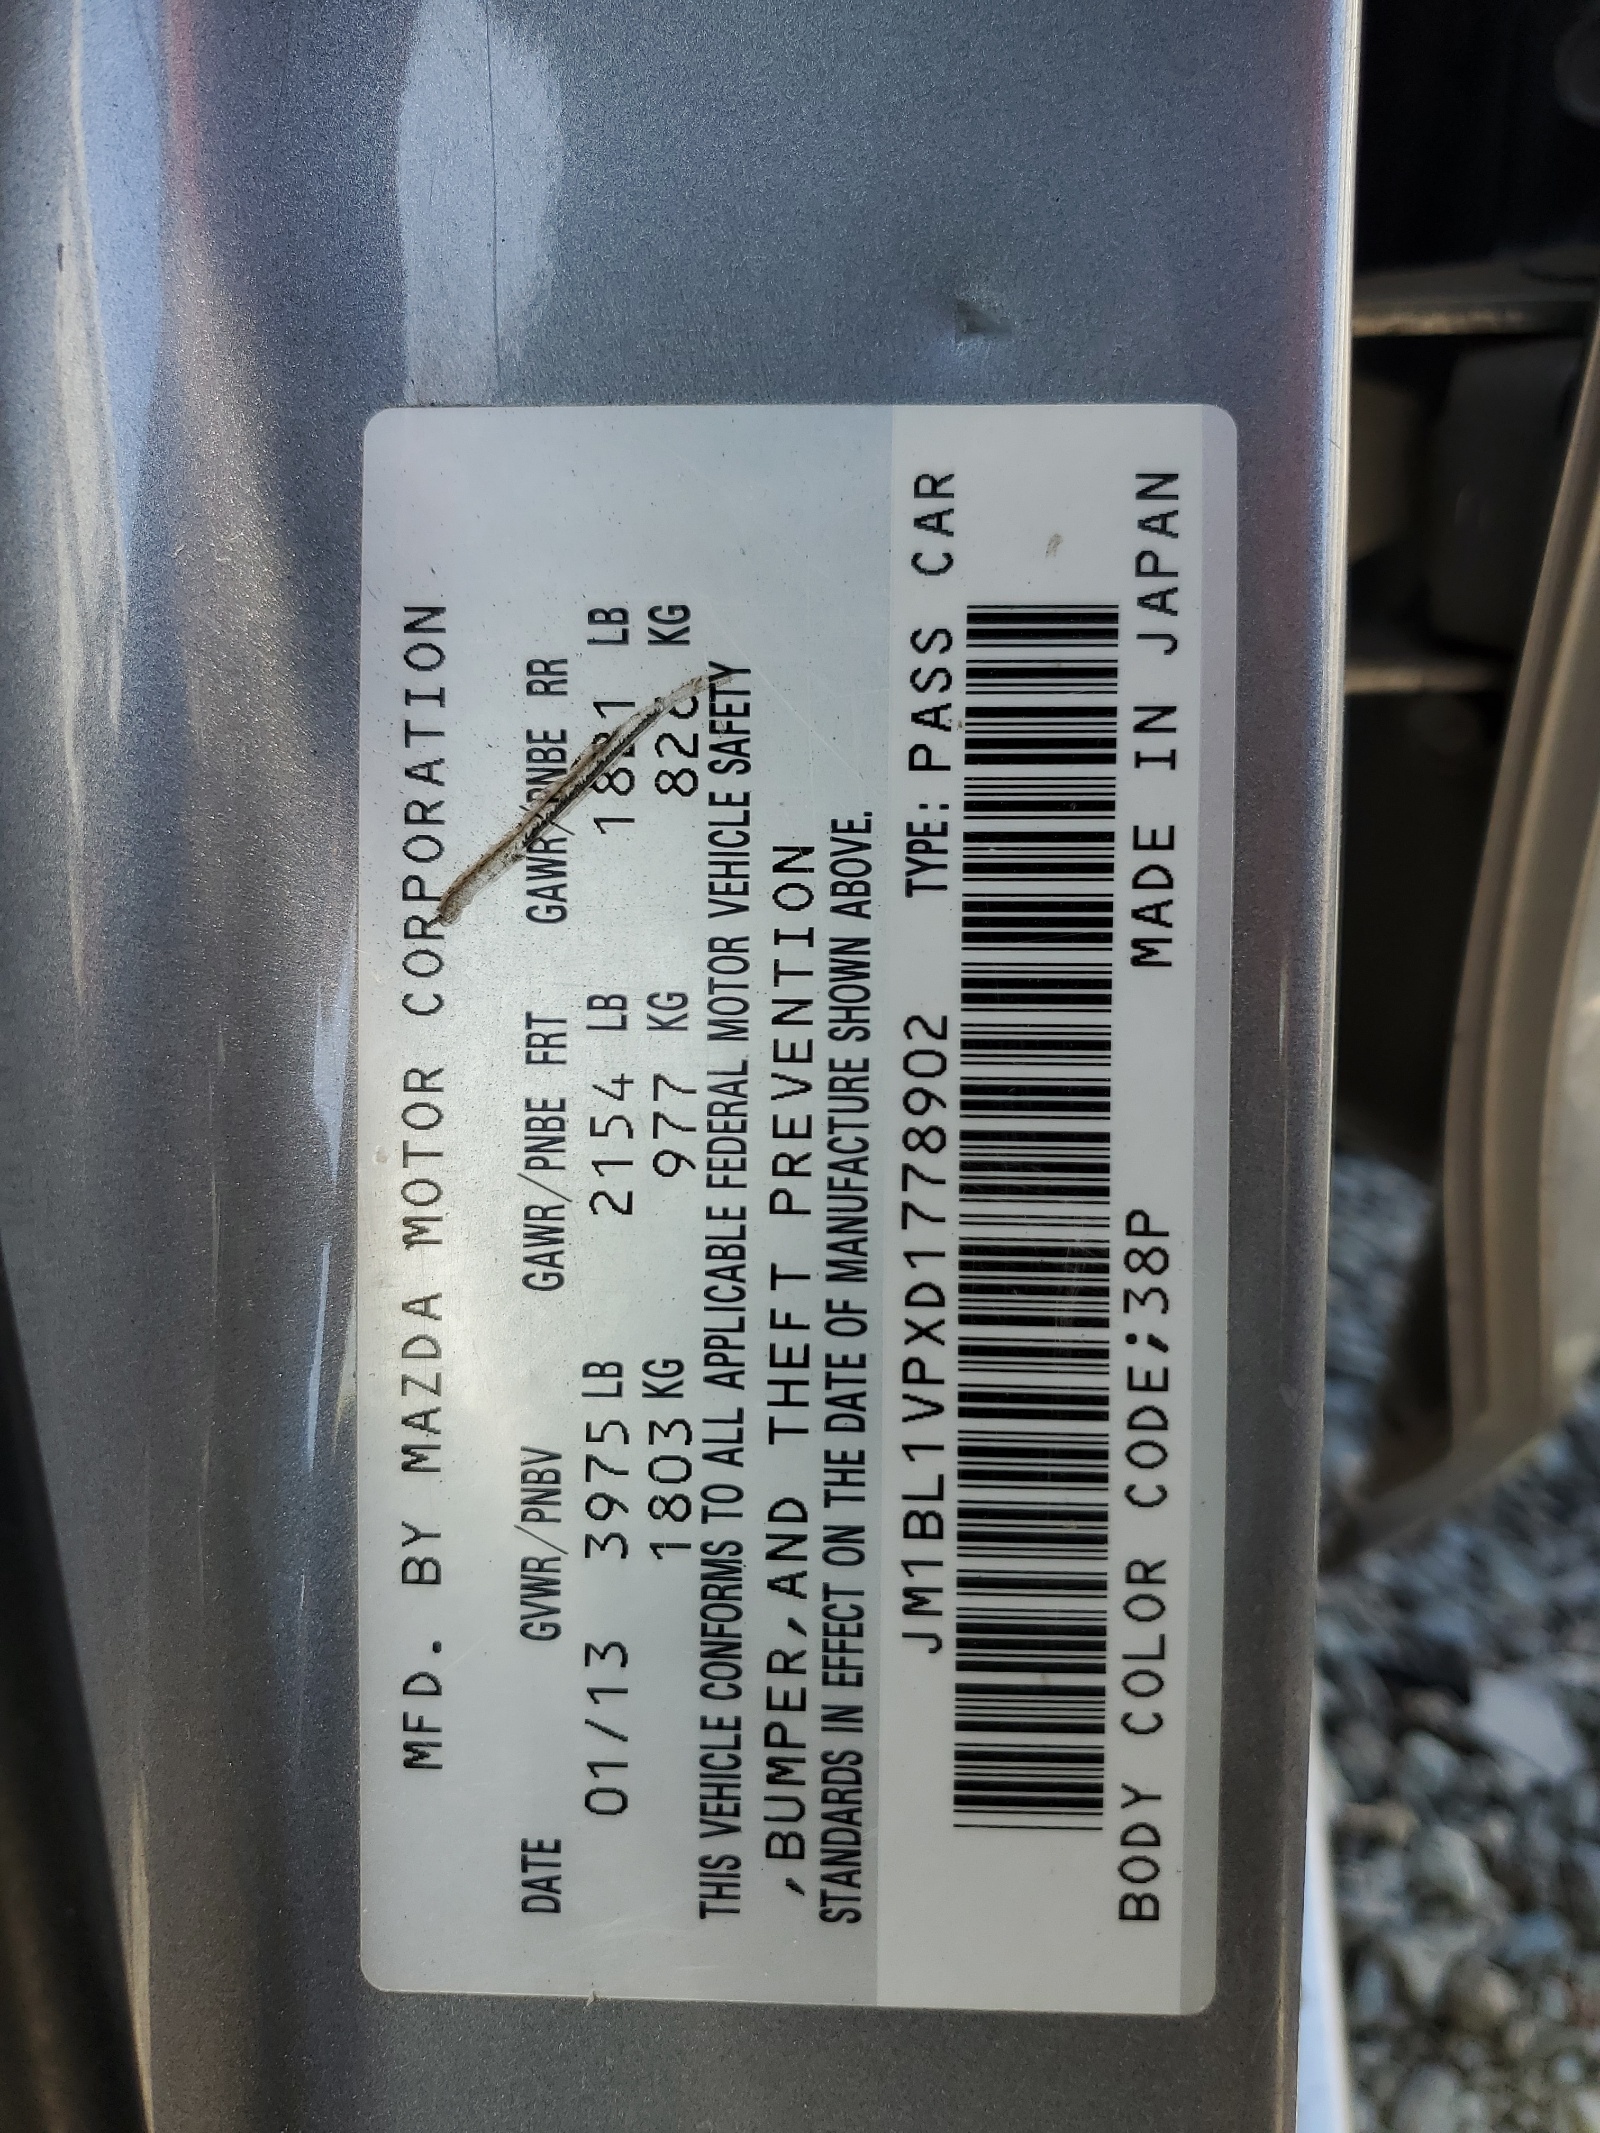 MFD. BY MAZDA MOTOR CORPORATION
DATE GVWR/PNBV GAWR/PNBE FRT GAWR/PNBE RR
01/13 3975 LB 2154 LB LB
1803 KG 977 KG KG
THIS VEHICLE CONFORMS TO ALL APPLICABLE FEDERAL MOTOR VEHICLE SAFETY
,BUMPER,AND THEFT PREVENTION
STANDARDS IN EFFECT ON THE DATE OF MANUFACTURE SHOWN ABOVE.
JM1BL1VPXD1778902 TYPE: PASS CAR
BODY COLOR CODE;38P MADE IN JAPAN